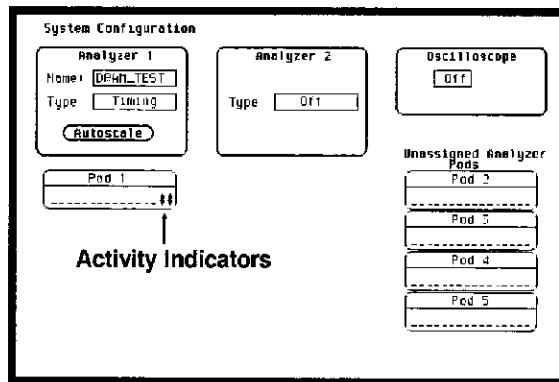 System Configuration
Analyzer 1
Name: DRAM_TEST
Type Timing
Autoscale
Analyzer 2
Type Off
Oscilloscope
Off
Pod 1
Activity Indicators
Unassigned Analyzer
Pods
Pod 2
Pod 3
Pod 4
Pod 5